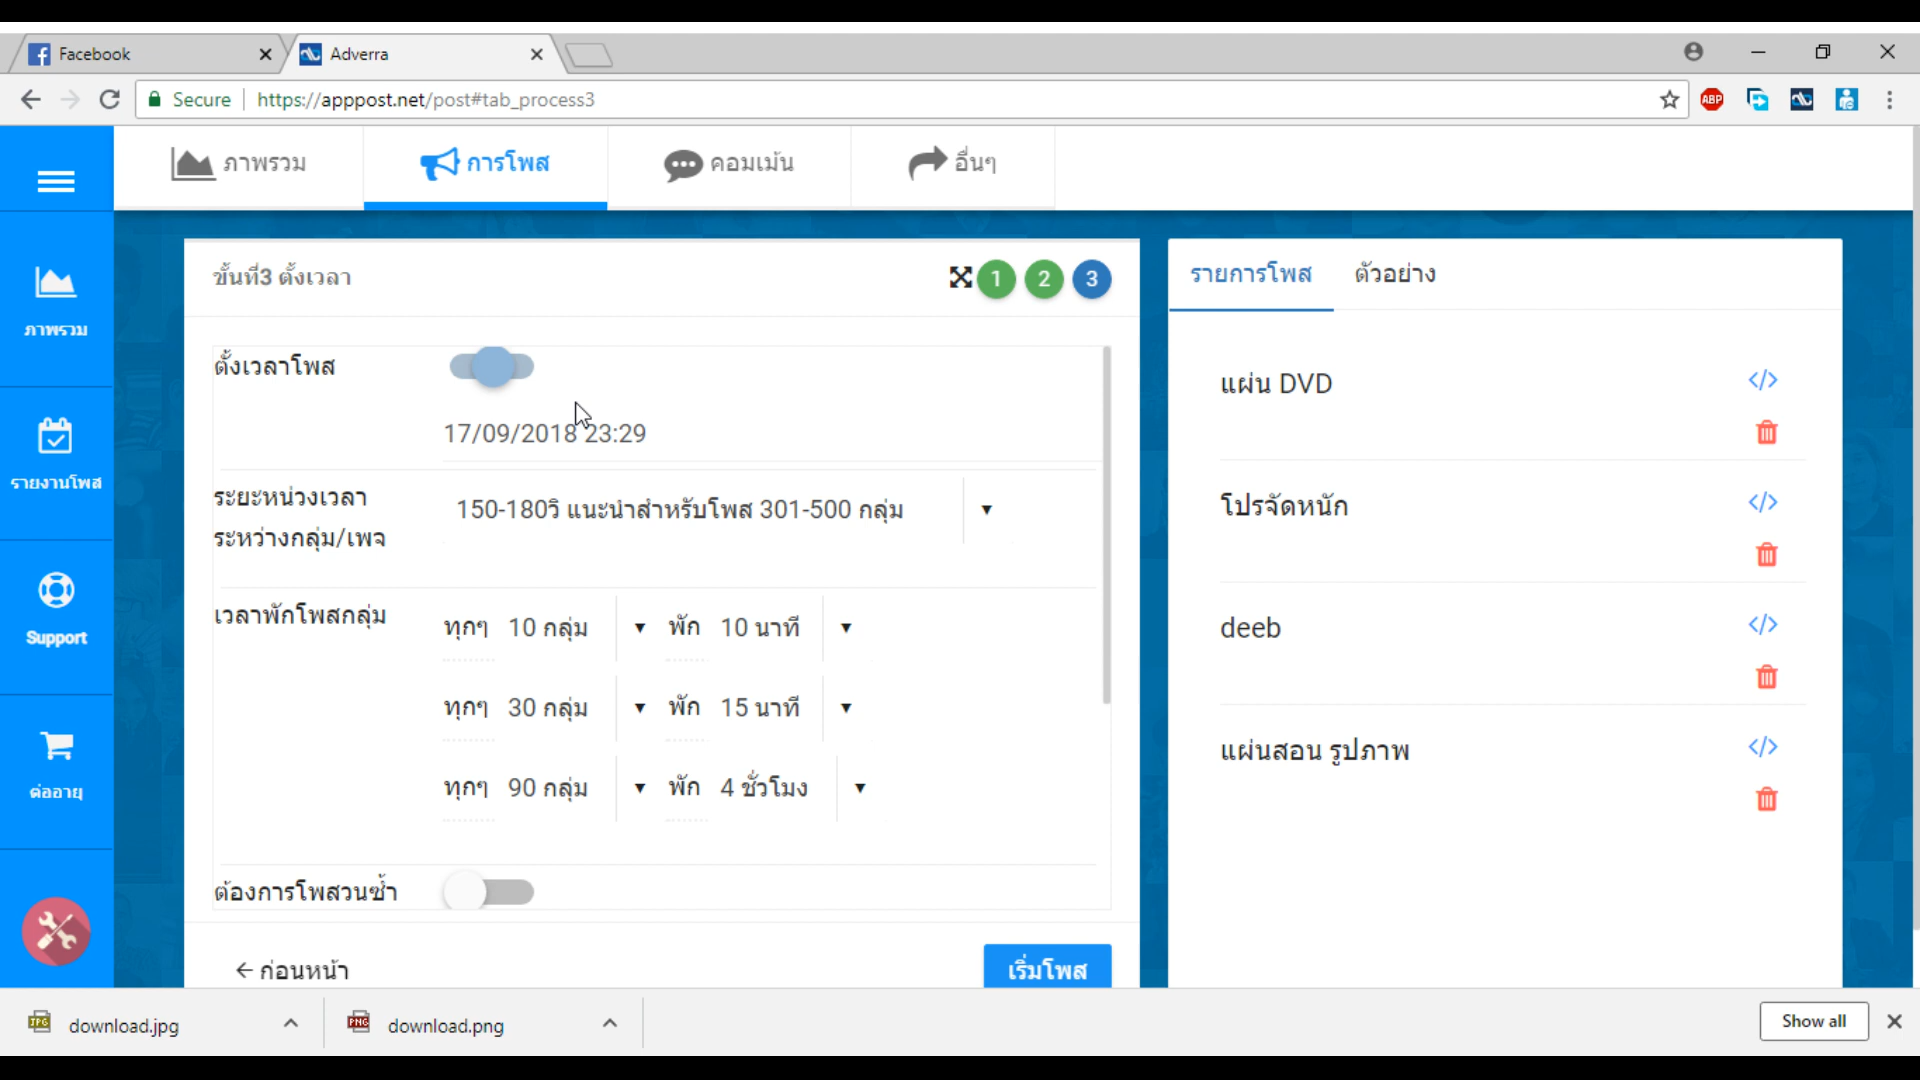 Facebook
Adverra
Secure
https://apppost.net/post#tab_process3
ABP
ภาพรวม
การโพส
คอมเม้น
อื่นๆ
ภาพรวม
รายงานโพส
Support
ต่ออายุ
ขั้นที่3 ตั้งเวลา
1
2
3
ตั้งเวลาโพส
17/09/2018 23:29
ระยะหน่วงเวลา
ระหว่างกลุ่ม/เพจ
150-180วิ แนะนำสำหรับโพส 301-500 กลุ่ม
เวลาพักโพสกลุ่ม
ทุกๆ 10 กลุ่ม พัก 10 นาที
ทุกๆ 30 กลุ่ม พัก 15 นาที
ทุกๆ 90 กลุ่ม พัก 4 ชั่วโมง
ต้องการโพสวนซ้ำ
ก่อนหน้า
เริ่มโพส
รายการโพส
ตัวอย่าง
แผ่น DVD
โปรจัดหนัก
deeb
แผ่นสอน รูปภาพ
JPG
download.jpg
PNG
download.png
Show all